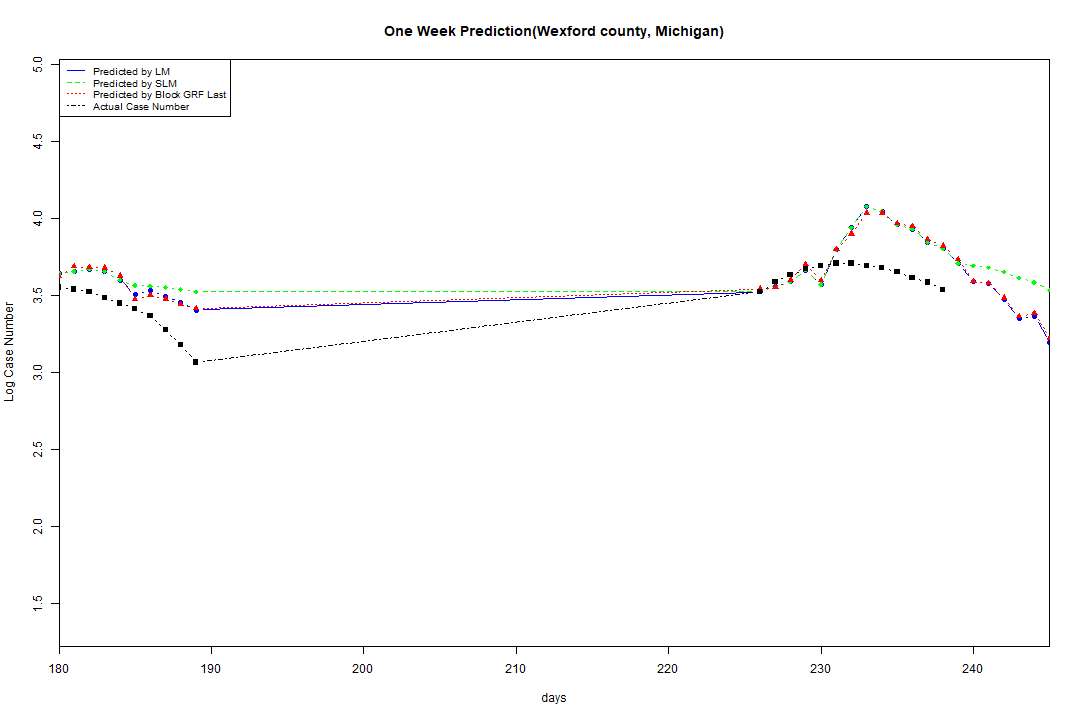 One Week Prediction(Wexford county, Michigan)
Predicted by LM
Predicted by SLM
Predicted by Block GRF Last
Actual Case Number
5.0
4.5
4.0
3.5
3.0
2.5
2.0
1.5
Log Case Number
180 190 200 210 220 230 240
days